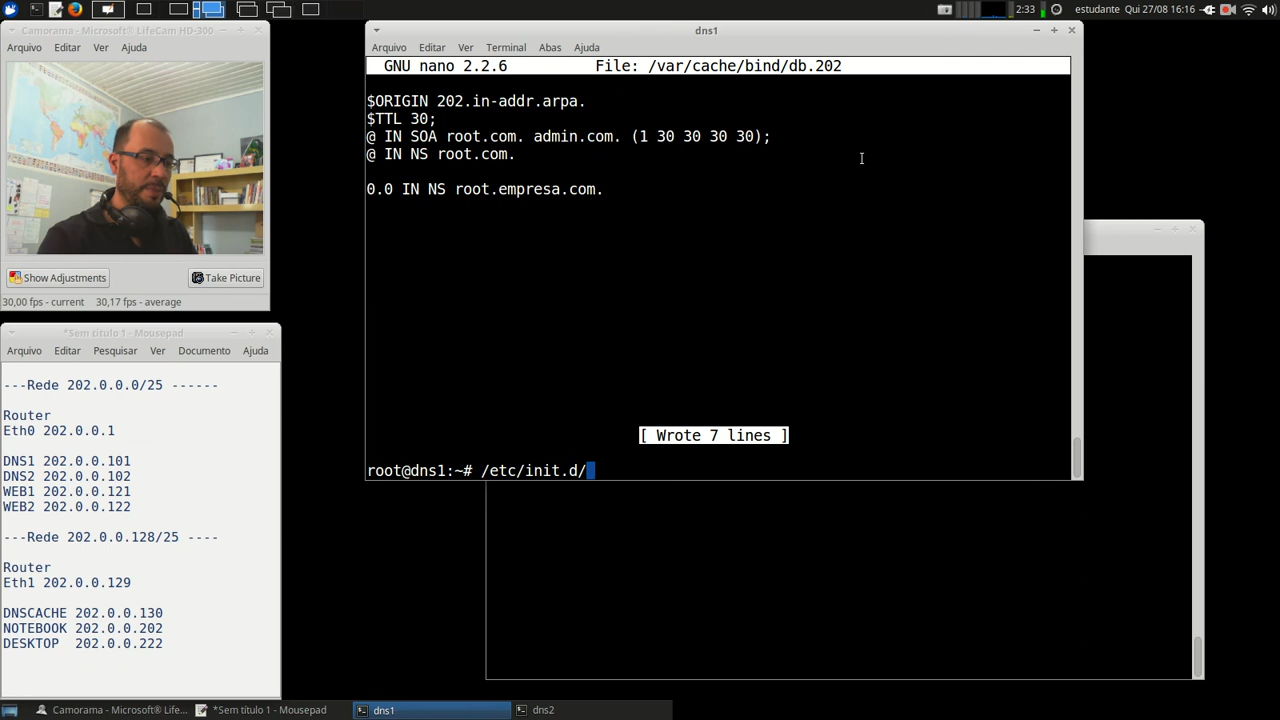 2:33 estudante Qui 27/08 16:16
Camorama - Microsoft® LifeCam HD-300
Arquivo Editar Ver Ajuda
Show Adjustments Take Picture
30,00 fps - current 30,17 fps - average
*Sem título 1 - Mousepad
Arquivo Editar Pesquisar Ver Documento Ajuda
---Rede 202.0.0.0/25 ------
Router
Eth0 202.0.0.1
DNS1 202.0.0.101
DNS2 202.0.0.102
WEB1 202.0.0.121
WEB2 202.0.0.122
---Rede 202.0.0.128/25 ----
Router
Eth1 202.0.0.129
DNSCACHE 202.0.0.130
NOTEBOOK 202.0.0.202
DESKTOP 202.0.0.222
dns1
Arquivo Editar Ver Terminal Abas Ajuda
GNU nano 2.2.6 File: /var/cache/bind/db.202
$ORIGIN 202.in-addr.arpa.
$TTL 30;
@ IN SOA root.com. admin.com. (1 30 30 30 30);
@ IN NS root.com.
0.0 IN NS root.empresa.com.
[ Wrote 7 lines ]
root@dns1:~# /etc/init.d/
Camorama - Microsoft® Life... *Sem título 1 - Mousepad dns1 dns2